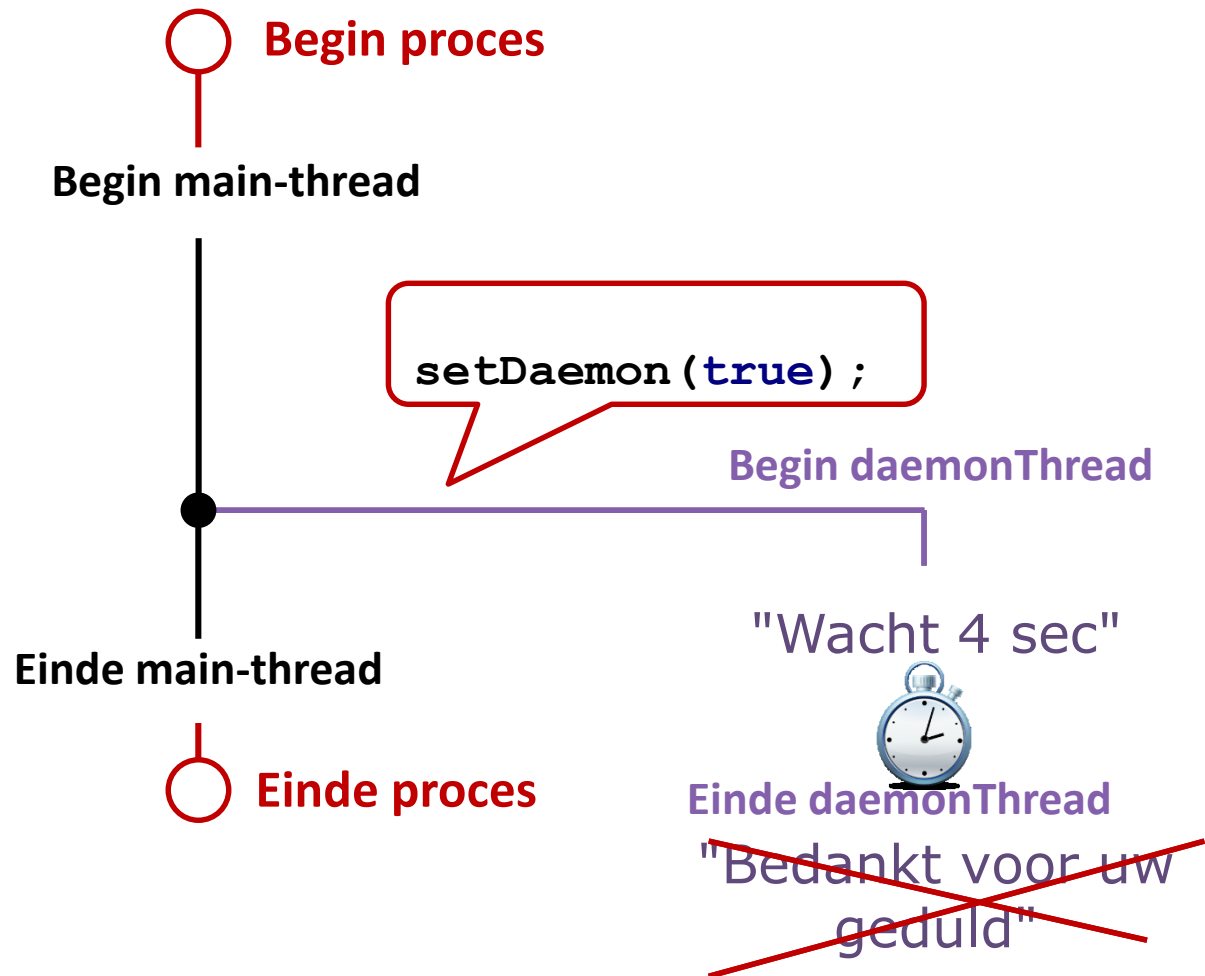 Begin proces
Begin main-thread
setDaemon(true);
Begin daemonThread
"Wacht 4 sec"
Einde main-thread
Einde proces
Einde daemonThread
"Bedankt voor uw
geduld"